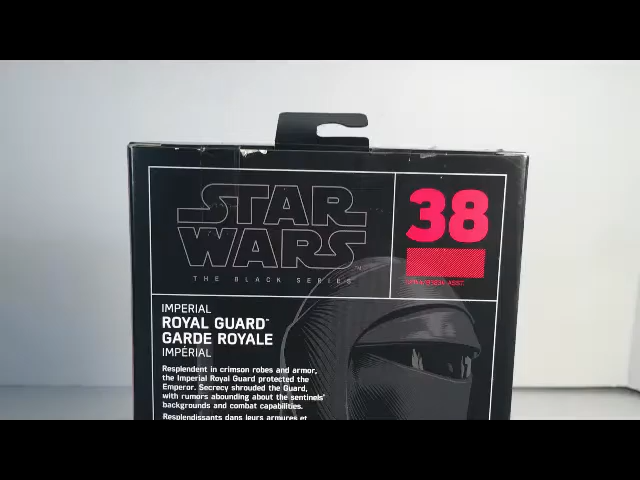 STAR
WARS™
THE BLACK SERIES
38
IMPERIAL
ROYAL GUARD™
GARDE ROYALE
IMPÉRIAL
Resplendent in crimson robes and armor,
the Imperial Royal Guard protected the
Emperor. Secrecy shrouded the Guard,
with rumors abounding about the sentinels'
backgrounds and combat capabilities.
Resplendissants dans leurs armures et